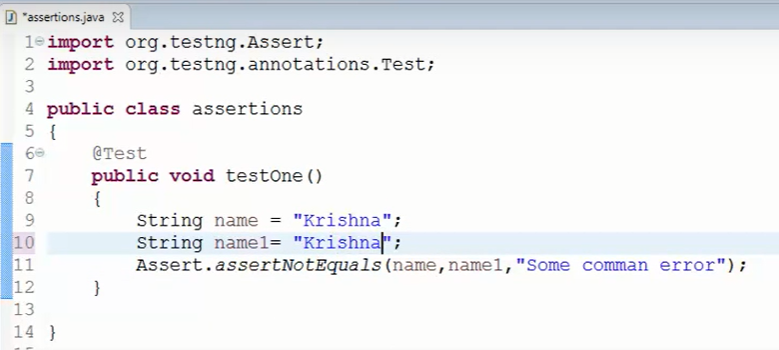 *assertions.java
1 import org.testng.Assert;
2 import org.testng.annotations.Test;
3
4 public class assertions
5 {
6 @Test
7 public void testOne()
8 {
9 String name = "Krishna";
10 String name1= "Krishna";
11 Assert.assertNotEquals(name,name1,"Some comman error");
12 }
13
14 }